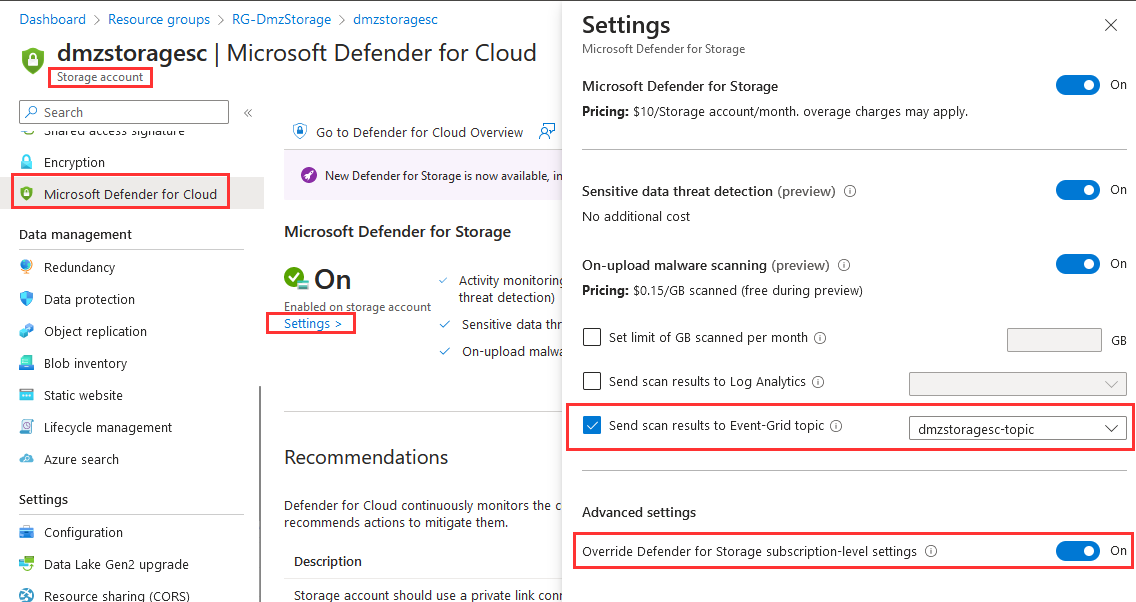 Dashboard > Resource groups > RG-DmzStorage > dmzstoragesc
dmzstoragesc | Microsoft Defender for Cloud
Storage account
Search
«
Shared access signature
Encryption
Microsoft Defender for Cloud
Data management
Redundancy
Data protection
Object replication
Blob inventory
Static website
Lifecycle management
Azure search
Settings
Configuration
Data Lake Gen2 upgrade
Resource sharing (CORS)
Go to Defender for Cloud Overview
New Defender for Storage is now available, in
Microsoft Defender for Storage
On
Enabled on storage account
Settings >
Activity monitoring
threat detection)
Sensitive data thr
On-upload malwa
Recommendations
Defender for Cloud continuously monitors the c
recommends actions to mitigate them.
Description
Storage account should use a private link conn
Settings
Microsoft Defender for Storage
Microsoft Defender for Storage On
Pricing: $10/Storage account/month. overage charges may apply.
Sensitive data threat detection (preview) On
No additional cost
On-upload malware scanning (preview) On
Pricing: $0.15/GB scanned (free during preview)
Set limit of GB scanned per month GB
Send scan results to Log Analytics
Send scan results to Event-Grid topic dmzstoragesc-topic
Advanced settings
Override Defender for Storage subscription-level settings On